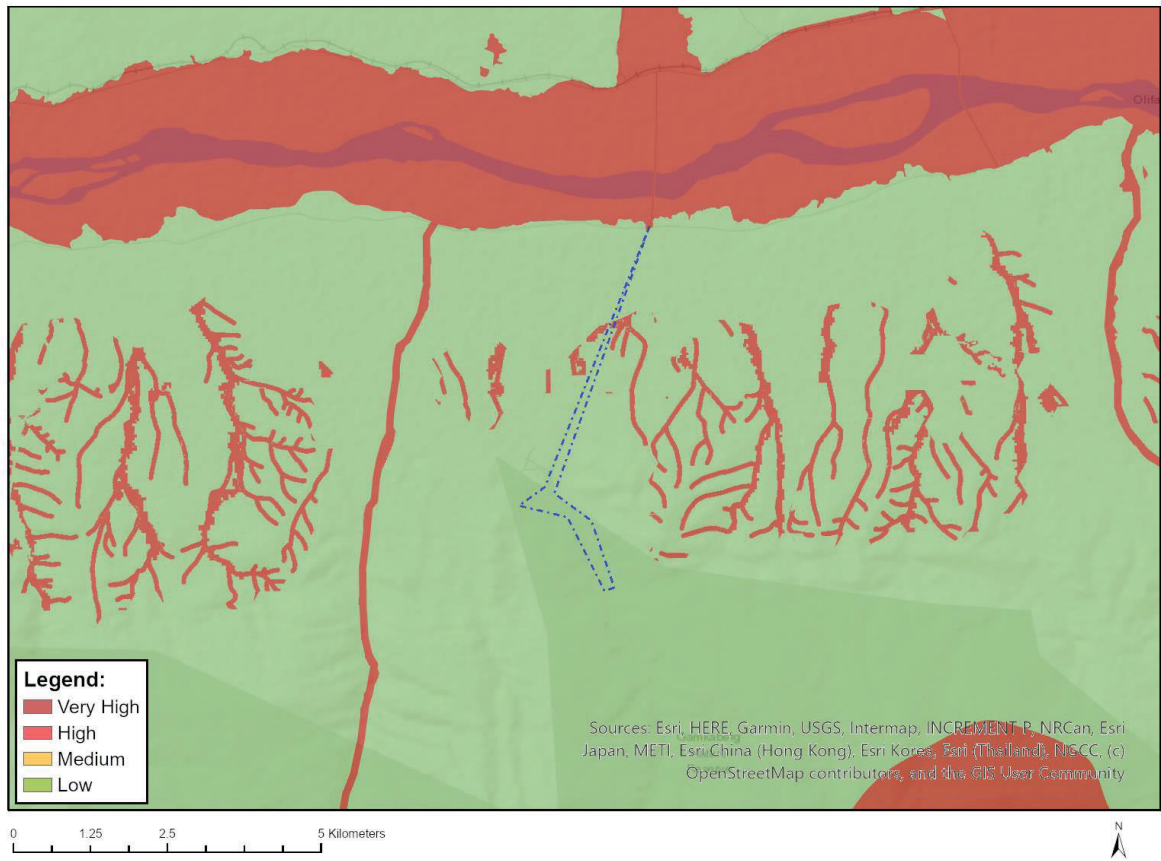 Olifa
Legend:
Very High
High
Medium
Low
Sources: Esri, HERE, Garmin, USGS, Intermap, INCREMENT P, NRCan, Esri
Japan, METI, Esri China (Hong Kong), Esri Korea, Esri (Thailand), NGCC, (c)
OpenStreetMap contributors, and the GIS User Community
0 1.25 2.5 5 Kilometers
N